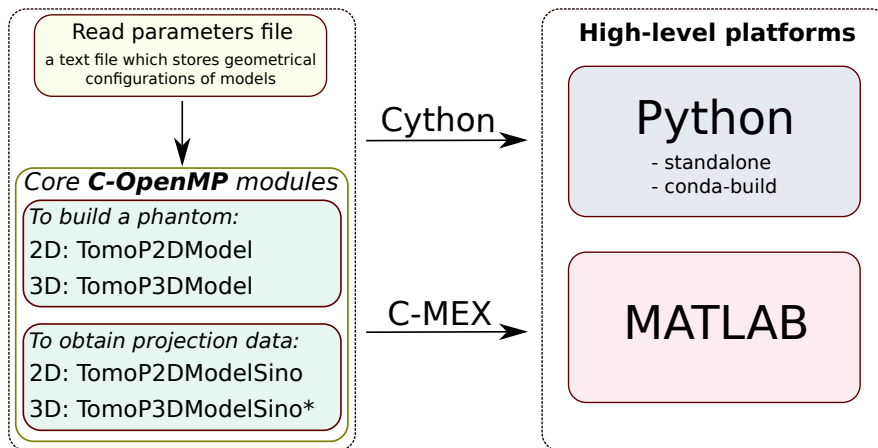 Read parameters file
a text file which stores geometrical
configurations of models
Core C-OpenMP modules
To build a phantom:
2D: TomoP2DModel
3D: TomoP3DModel
To obtain projection data:
2D: TomoP2DModelSino
3D: TomoP3DModelSino*
Cython
C-MEX
High-level platforms
Python
- standalone
- conda-build
MATLAB